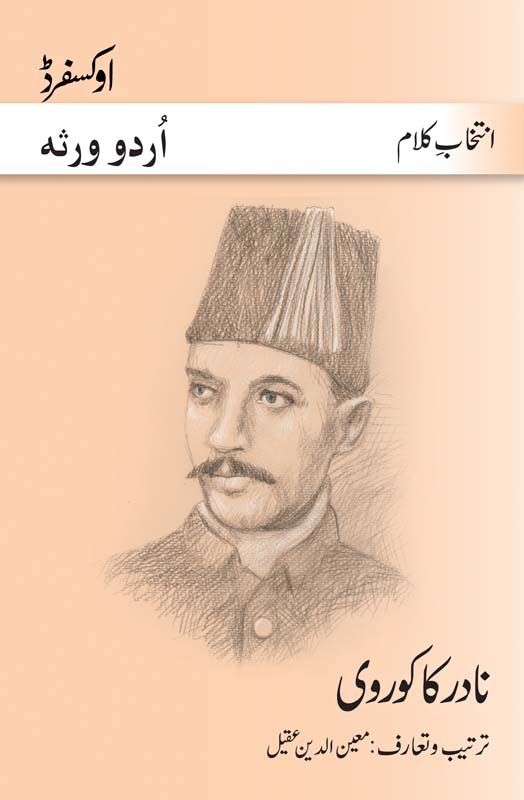 اوکسفرڈ
اُردو ورثہ
انتخابِ کلام
نادر کاکوروی
ترتیب و تعارف: معین الدین عقیل